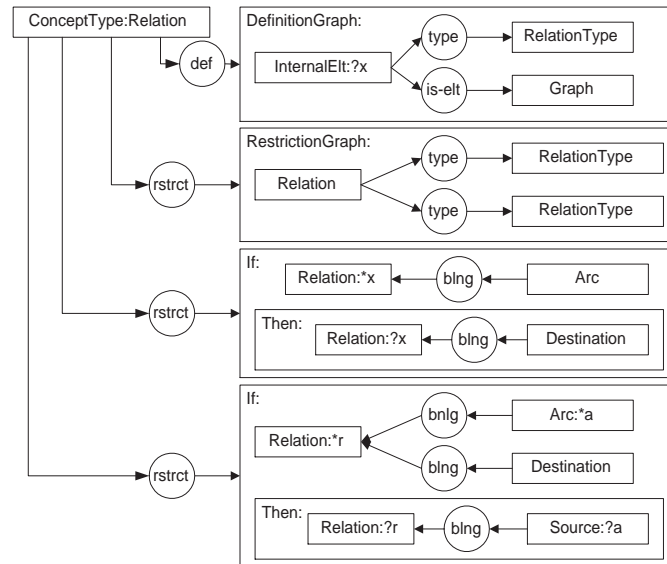 ConceptType:Relation
def
DefinitionGraph:
InternalElt:?x
type
RelationType
is-elt
Graph
rstrct
RestrictionGraph:
Relation
type
RelationType
type
RelationType
rstrct
If:
Relation:*x
blng
Arc
Then:
Relation:?x
blng
Destination
rstrct
If:
Relation:*r
bnlg
Arc:*a
blng
Destination
Then:
Relation:?r
blng
Source:?a